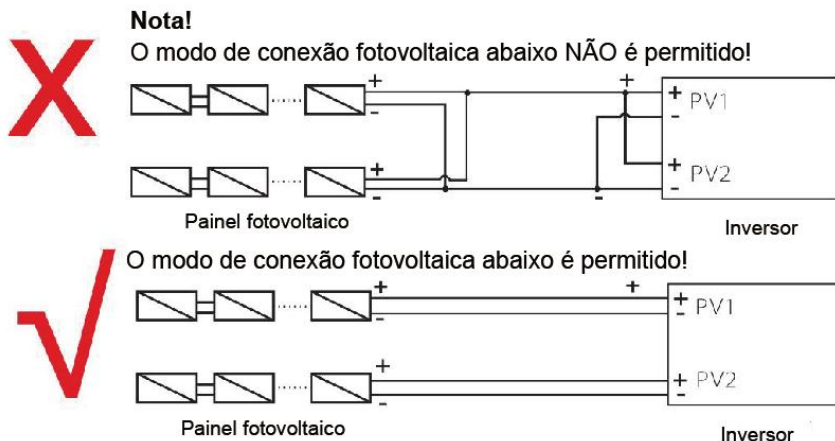 Nota!
O modo de conexão fotovoltaica abaixo NÃO é permitido!
+
+
+ PV1
-
-
+
+ PV2
-
-
-
Painel fotovoltaico
Inversor
O modo de conexão fotovoltaica abaixo é permitido!
+
+
+ PV1
-
-
+
+ PV2
-
-
Painel fotovoltaico
Inversor